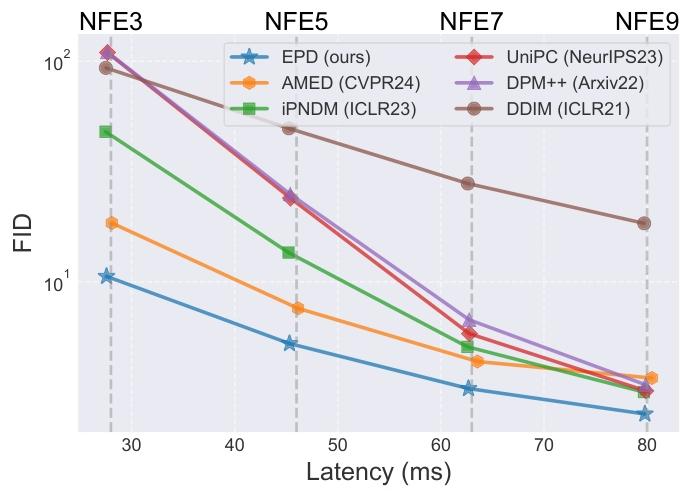 NFE3 NFE5 NFE7 NFE9
EPD (ours) UniPC (NeurIPS23)
AMED (CVPR24) DPM++ (Arxiv22)
iPNDM (ICLR23) DDIM (ICLR21)
10²
10¹
FID
30 40 50 60 70 80
Latency (ms)